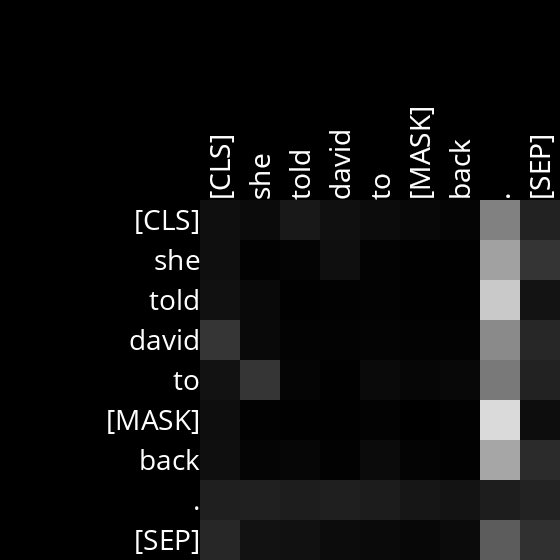 [CLS] she told david to [MASK] back . [SEP]
[CLS]
she
told
david
to
[MASK]
back
.
[SEP]